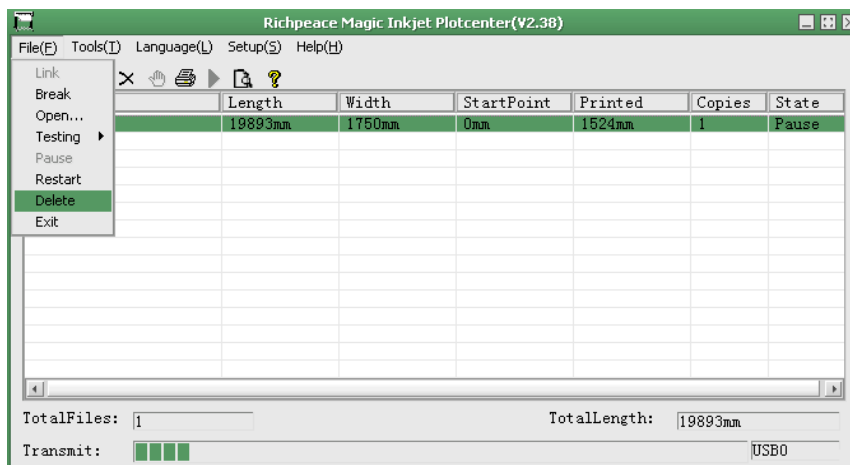 Richpeace Magic Inkjet Plotcenter(V2.38)
File(F) Tools(T) Language(L) Setup(S) Help(H)
Link
Break
Open...
Testing
Pause
Restart
Delete
Exit
Length Width StartPoint Printed Copies State
19893mm 1750mm 0mm 1524mm 1 Pause
TotalFiles: 1 TotalLength: 19893mm
Transmit: USB0